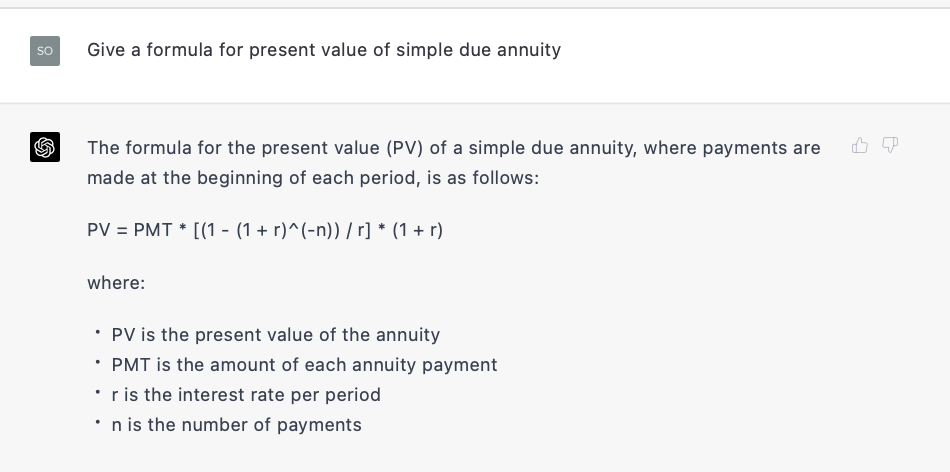 SO
Give a formula for present value of simple due annuity
The formula for the present value (PV) of a simple due annuity, where payments are
made at the beginning of each period, is as follows:
PV = PMT * [(1 - (1 + r)^(-n)) / r] * (1 + r)
where:
• PV is the present value of the annuity
• PMT is the amount of each annuity payment
• r is the interest rate per period
• n is the number of payments